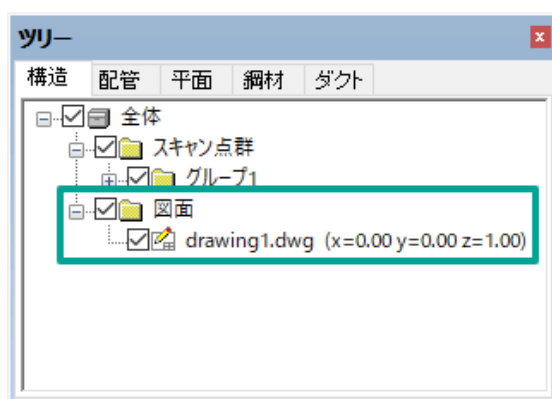 ツリー
構造 配管 平面 鋼材 ダクト
全体
スキャン点群
グループ1
図面
drawing1.dwg (x=0.00 y=0.00 z=1.00)